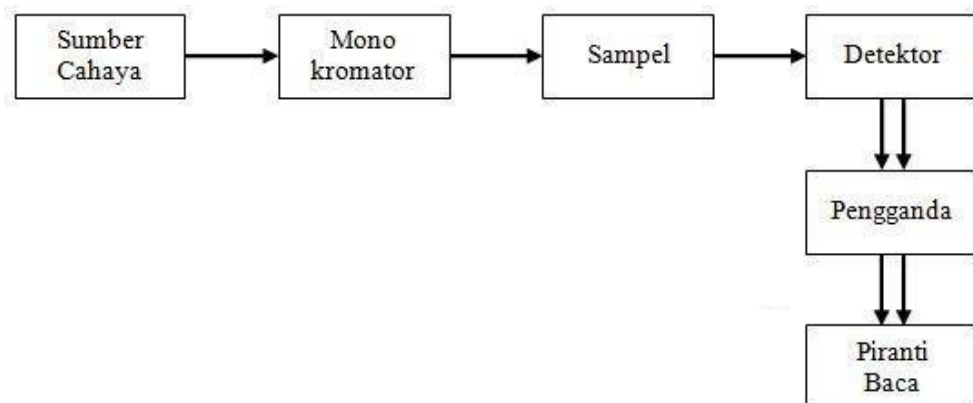 Sumber
Cahaya
Mono
kromator
Sampel
Detektor
Pengganda
Piranti
Baca